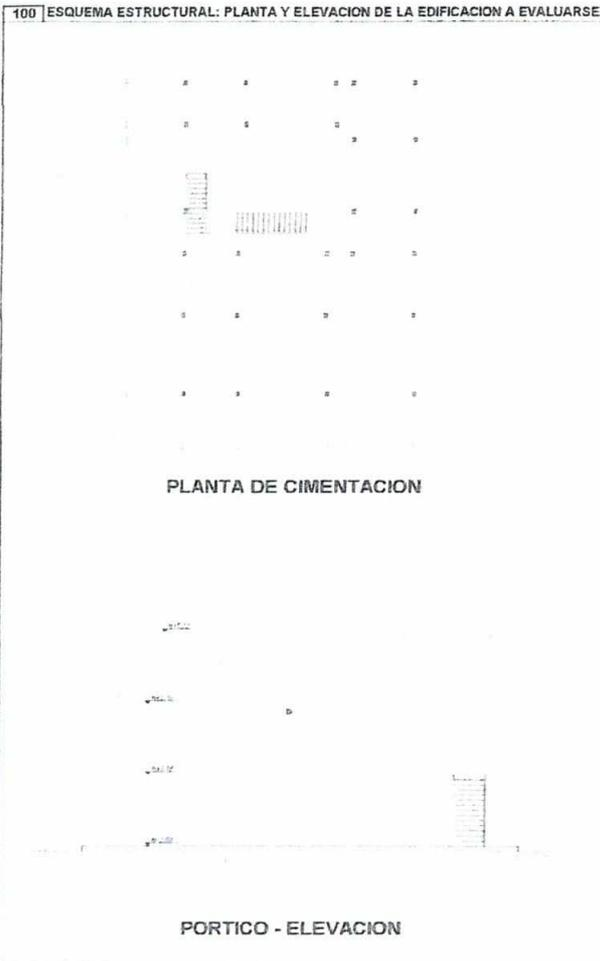 100 ESQUEMA ESTRUCTURAL: PLANTA Y ELEVACION DE LA EDIFICACION A EVALUARSE
PLANTA DE CIMENTACION
PORTICO - ELEVACION